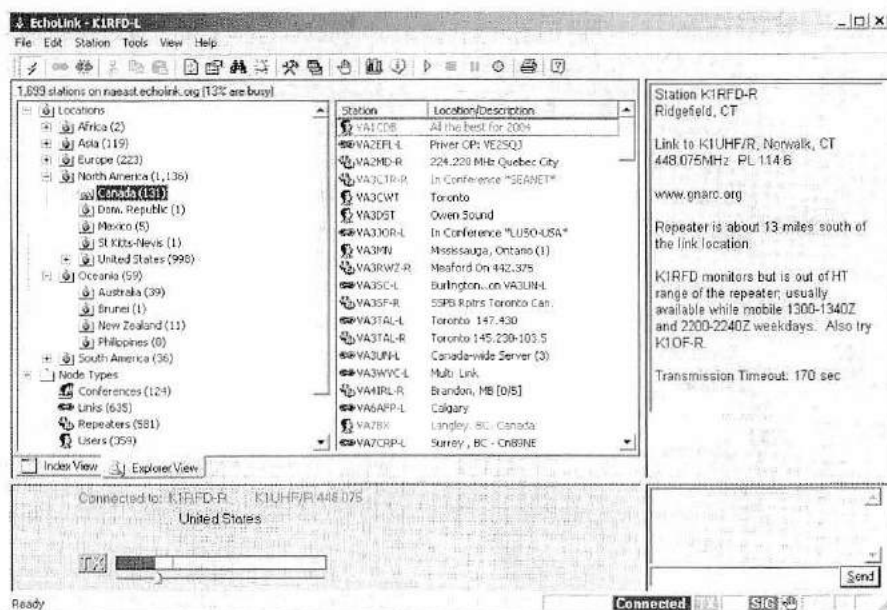 EchoLink - K1RFD-L
File Edit Station Tools View Help
1,699 stations on naeast.echolink.org [13% are busy]
Locations
Africa (2)
Asia (119)
Europe (223)
North America (1,136)
Canada (131)
Dom. Republic (1)
Mexico (5)
St Kitts-Nevis (1)
United States (998)
Oceania (59)
Australia (39)
Brunei (1)
New Zealand (11)
Philippines (8)
South America (36)
Node Types
Conferences (124)
Links (635)
Repeaters (581)
Users (359)
Index View Explorer View
Station Location/Description
VA1CDB All the best for 2004
VA2EFL-L Priver OP: VE2SQJ
VA2MD-R 224.220 MHz Quebec City
VA3CTR-R In Conference *SEANET*
VA3CWT Toronto
VA3DST Owen Sound
VA3JOR-L In Conference *LUSO-USA*
VA3MN Mississauga, Ontario (1)
VA3RWZ-R Meaford On 442.375
VA3SC-L Burlington...on VA3UN-L
VA3SF-R SSPB Rptrs Toronto Can.
VA3TAL-L Toronto 147.430
VA3TAL-R Toronto 145.230-103.5
VA3UN-L Canada-wide Server (3)
VA3WVC-L Multi Link
VA4IRL-R Brandon, MB [0/5]
VA6AFP-L Calgary
VA7BX Langley, BC, Canada
VA7CRP-L Surrey , BC - CN89NE
Station K1RFD-R
Ridgefield, CT
Link to K1UHF/R, Norwalk, CT
448.075MHz PL 114.6
www.gnarc.org
Repeater is about 13 miles south of
the link location.
K1RFD monitors but is out of HT
range of the repeater; usually
available while mobile 1300-1340Z
and 2200-2240Z weekdays. Also try
K1OF-R.
Transmission Timeout: 170 sec
Connected to: K1RFD-R K1UHF/R 448.075
United States
TX
Send
Ready
Connected TX SIG